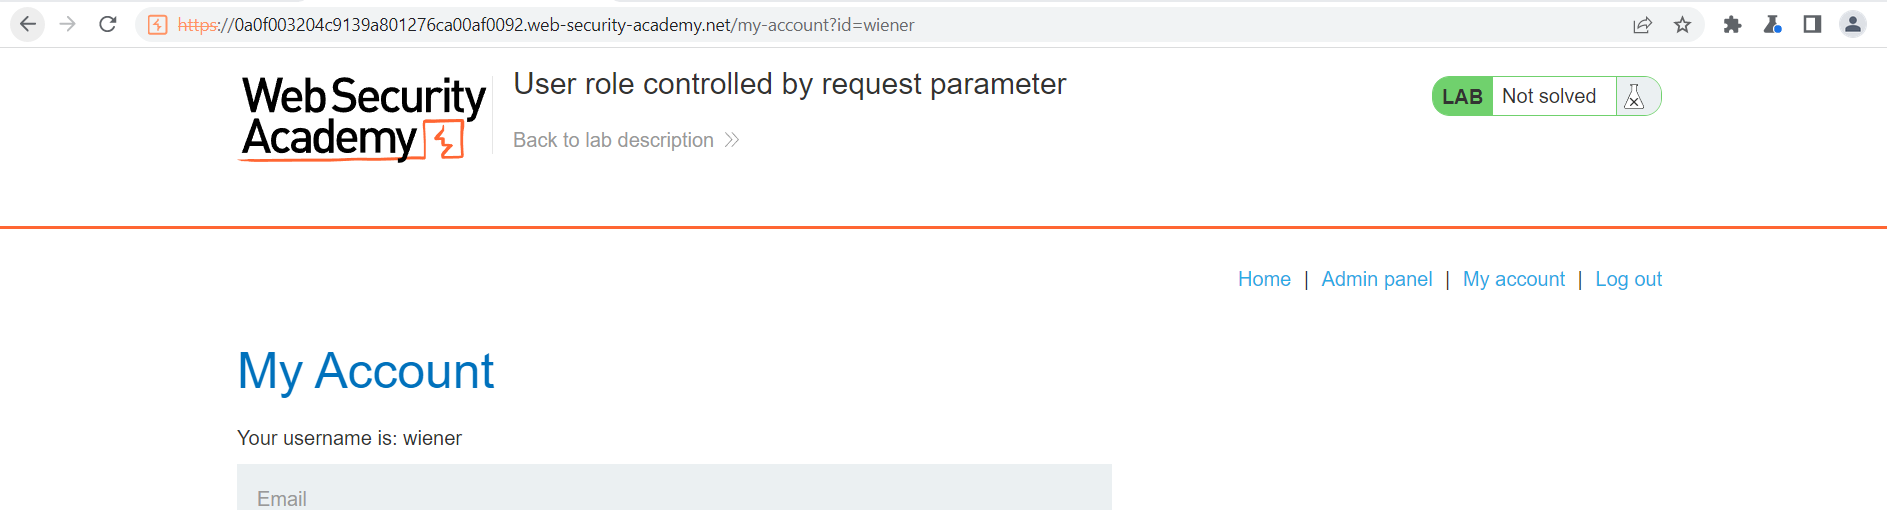 https://0a0f003204c9139a801276ca00af0092.web-security-academy.net/my-account?id=wiener
WebSecurity
Academy
User role controlled by request parameter
Back to lab description
LAB Not solved
Home | Admin panel | My account | Log out
My Account
Your username is: wiener
Email